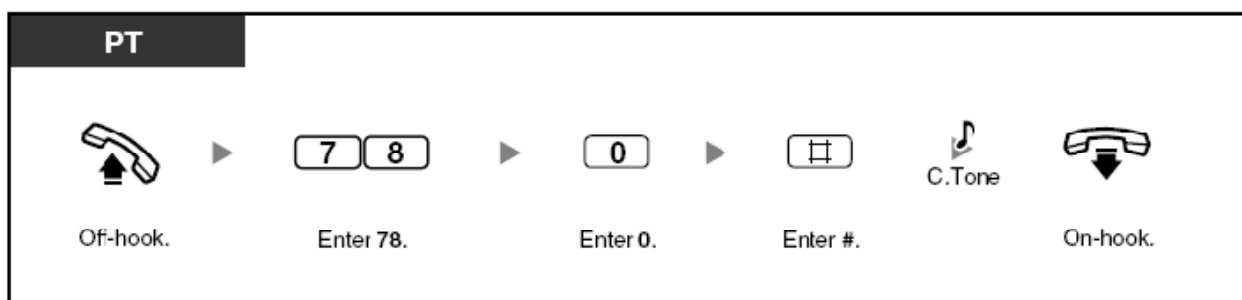 PT
7 8 0 #
C.Tone
Off-hook. Enter 78. Enter 0. Enter #. On-hook.